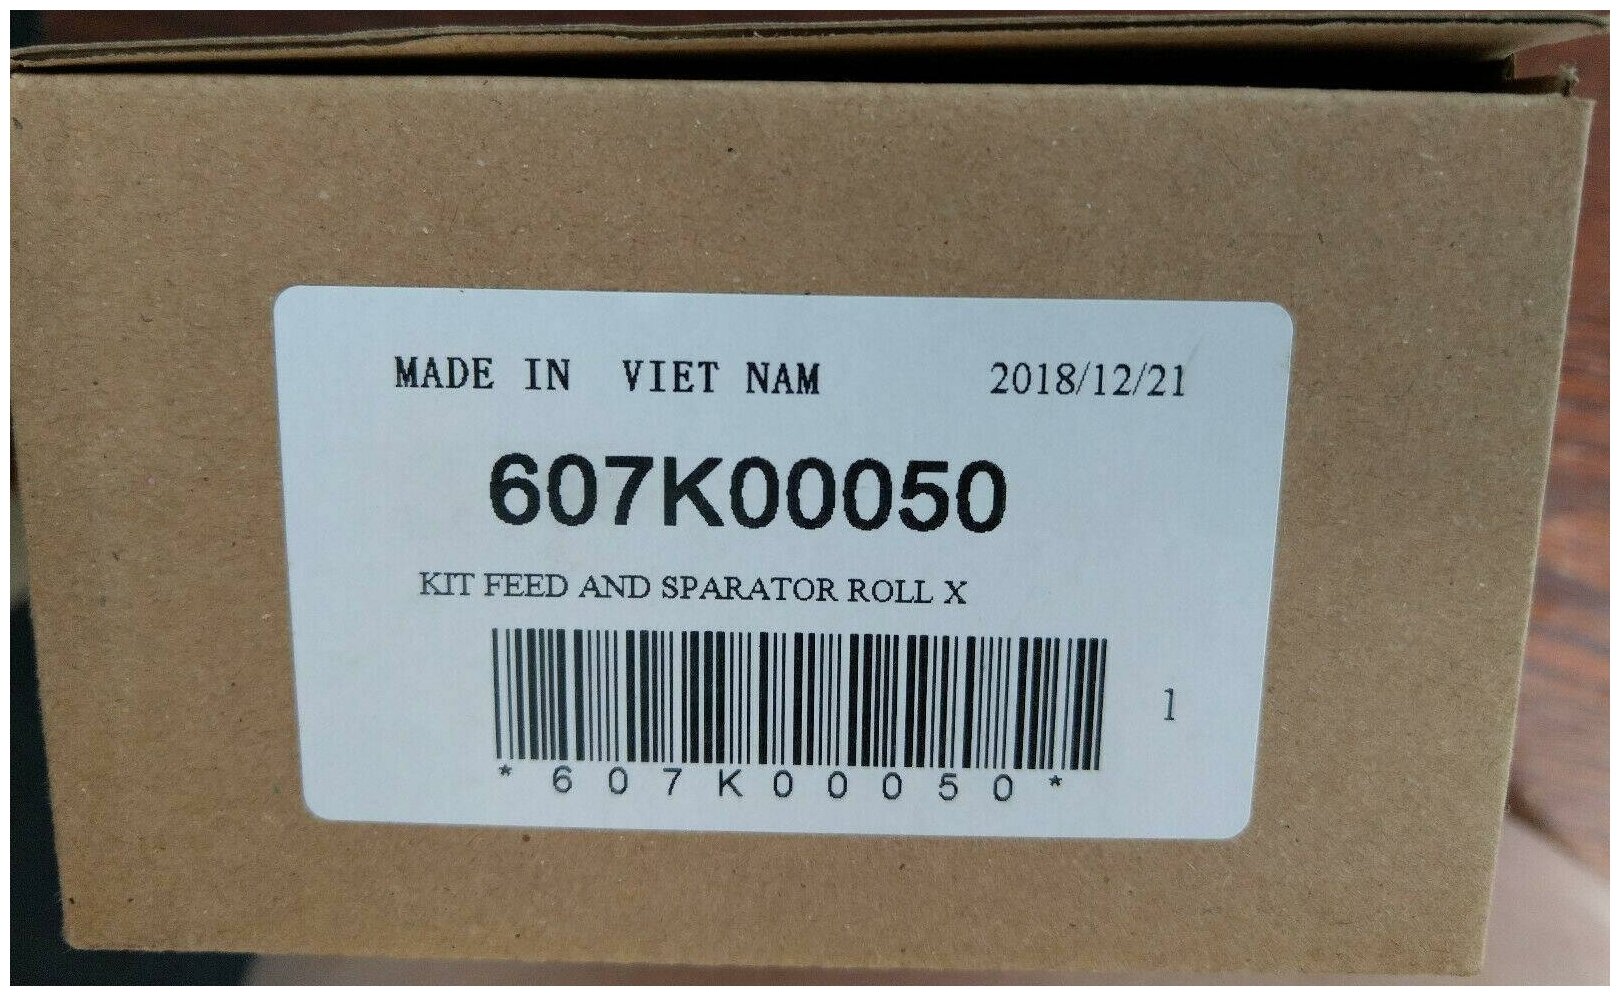 MADE IN VIET NAM 2018/12/21
607K00050
KIT FEED AND SPARATOR ROLL X
1
*607K00050*